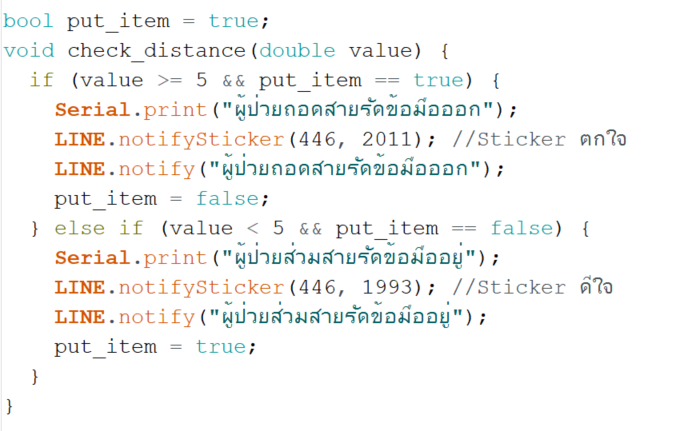 bool put_item = true;
void check_distance(double value) {
  if (value >= 5 && put_item == true) {
    Serial.print("ผู้ป่วยถอดสายรัดข้อมือออก");
    LINE.notifySticker(446, 2011); //Sticker ตกใจ
    LINE.notify("ผู้ป่วยถอดสายรัดข้อมือออก");
    put_item = false;
  } else if (value < 5 && put_item == false) {
    Serial.print("ผู้ป่วยส่วมสายรัดข้อมืออยู่");
    LINE.notifySticker(446, 1993); //Sticker ดีใจ
    LINE.notify("ผู้ป่วยส่วมสายรัดข้อมืออยู่");
    put_item = true;
  }
}